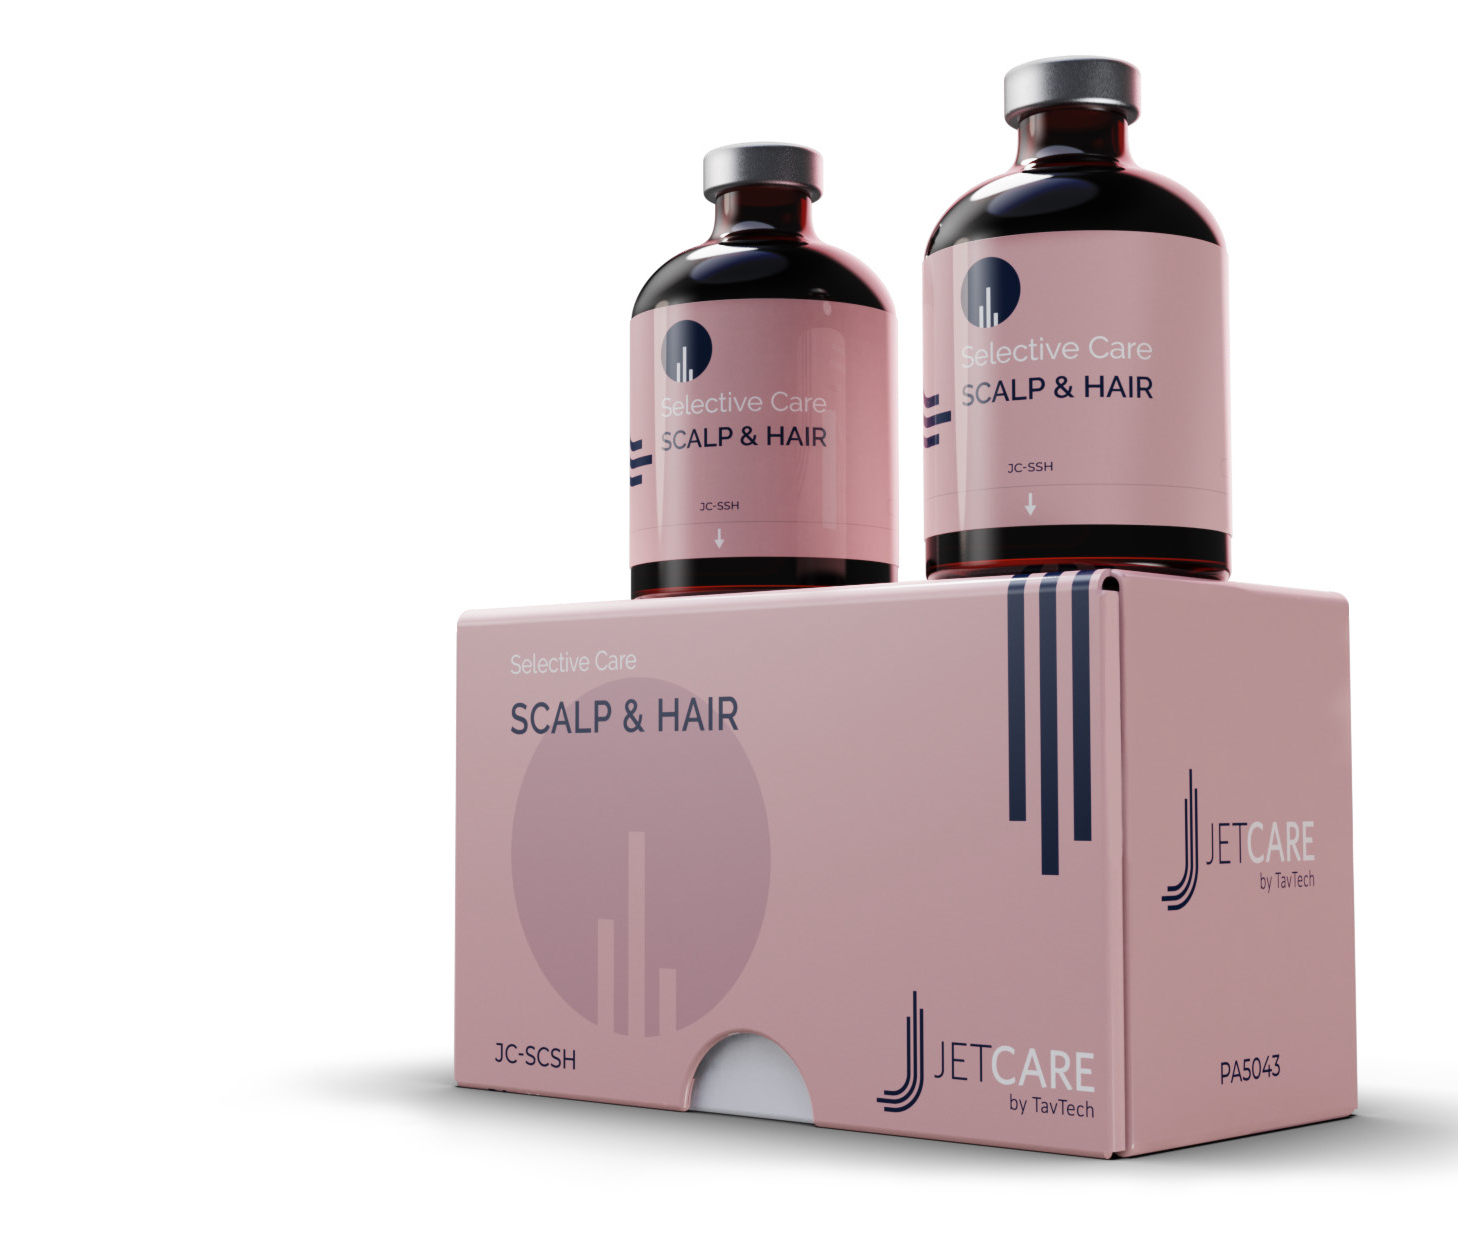 Selective Care
SCALP & HAIR
JC-SSH
Selective Care
SCALP & HAIR
JC-SSH
Selective Care
SCALP & HAIR
JC-SCSH
JETCARE
by TavTech
JETCARE
by TavTech
PA5043